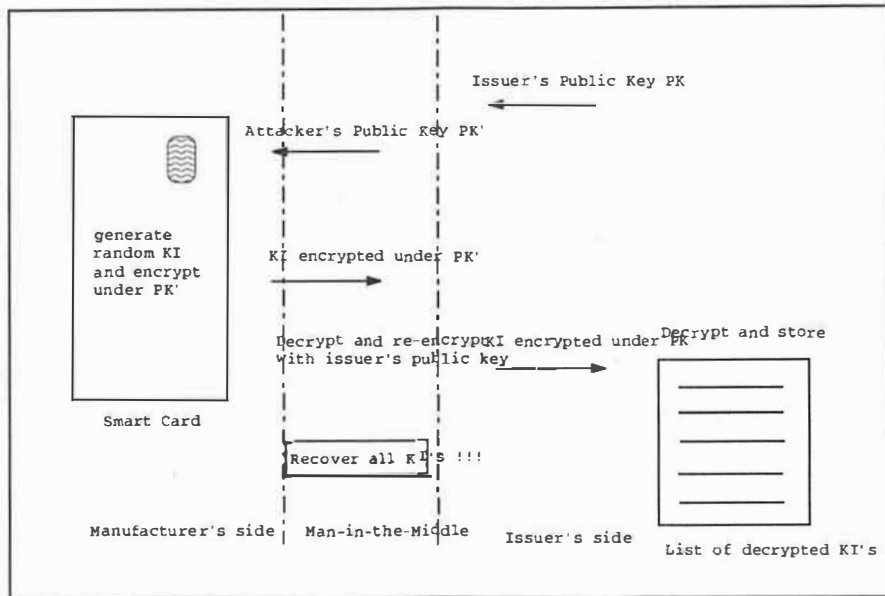 Issuer's Public Key PK
Attacker's Public Key PK'
generate
random KI
and encrypt
under PK'
KI encrypted under PK'
Decrypt and re-encrypt
with issuer's public key
KI encrypted under PK
Decrypt and store
Smart Card
Recover all KI's !!!
Manufacturer's side
Man-in-the-Middle
Issuer's side
List of decrypted KI's